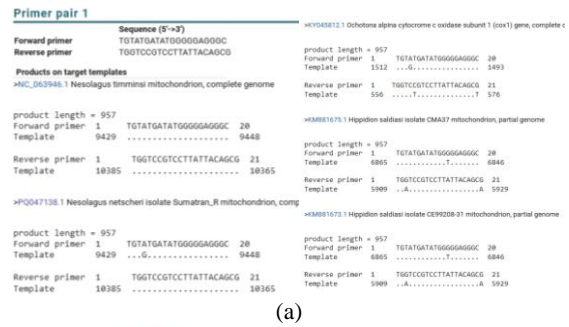 Primer pair 1
Sequence (5'->3')
Forward primer TGTATGATATGGGGGAGGGC
Reverse primer TGGTCCGTCCTTATTACAGCG
Products on target templates
>NC_063946.1 Nesolagus timminsi mitochondrion, complete genome
product length = 957
Forward primer 1 TGTATGATATGGGGGAGGGC 20
Template 9429 .................... 9448
Reverse primer 1 TGGTCCGTCCTTATTACAGCG 21
Template 10385 ..................... 10365
>PQ047138.1 Nesolagus netscheri isolate Sumatran_R mitochondrion, comp
product length = 957
Forward primer 1 TGTATGATATGGGGGAGGGC 20
Template 9429 ...G................ 9448
Reverse primer 1 TGGTCCGTCCTTATTACAGCG 21
Template 10385 ..................... 10365
>KY045812.1 Ochotona alpina cytocrome c oxidase subunit 1 (cox1) gene, complete c
product length = 957
Forward primer 1 TGTATGATATGGGGGAGGGC 20
Template 1512 ...G................ 1493
Reverse primer 1 TGGTCCGTCCTTATTACAGCG 21
Template 556 .....T..............T 576
>KM881675.1 Hippidion saldiasi isolate CMA37 mitochondrion, partial genome
product length = 957
Forward primer 1 TGTATGATATGGGGGAGGGC 20
Template 6865 ............T....... 6846
Reverse primer 1 TGGTCCGTCCTTATTACAGCG 21
Template 5909 ..A.................A 5929
>KM881673.1 Hippidion saldiasi isolate CE99208-31 mitochondrion, partial genome
product length = 957
Forward primer 1 TGTATGATATGGGGGAGGGC 20
Template 6865 ............T....... 6846
Reverse primer 1 TGGTCCGTCCTTATTACAGCG 21
Template 5909 ..A.................A 5929
(a)